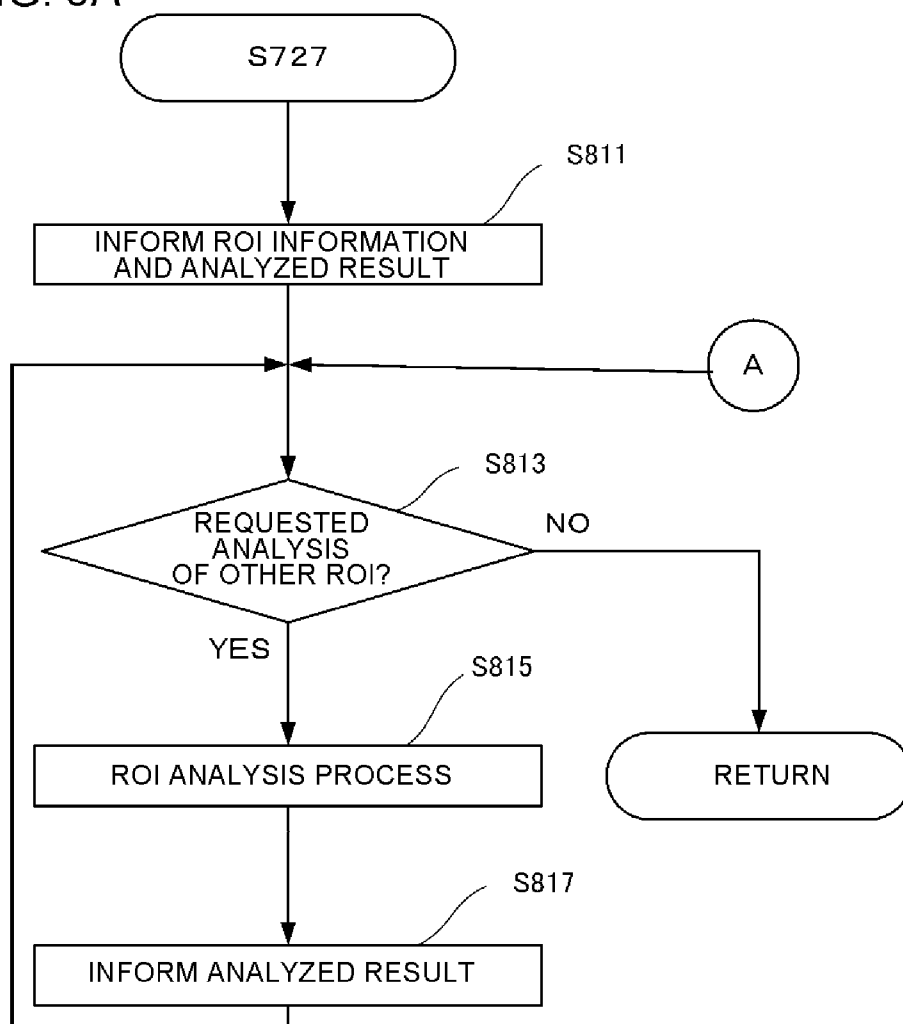 S727
S811
INFORM ROI INFORMATION
AND ANALYZED RESULT
A
S813
REQUESTED
ANALYSIS
OF OTHER ROI?
NO
YES
S815
ROI ANALYSIS PROCESS
RETURN
S817
INFORM ANALYZED RESULT